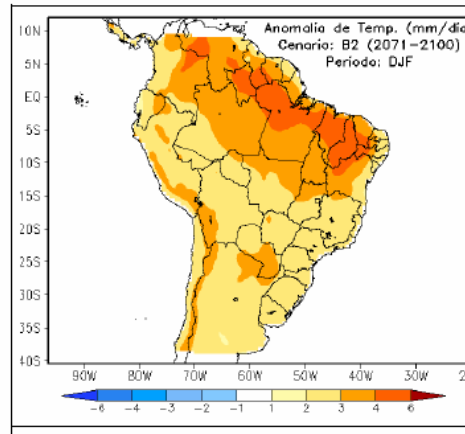 Anomalia de Temp. (mm/dia
Cenario: B2 (2071-2100)
Periodo: DJF
10N
5N
EQ
5S
10S
15S
20S
25S
30S
35S
40S
90W 80W 70W 60W 50W 40W 30W 2
-6 -4 -3 -2 -1 1 2 3 4 6